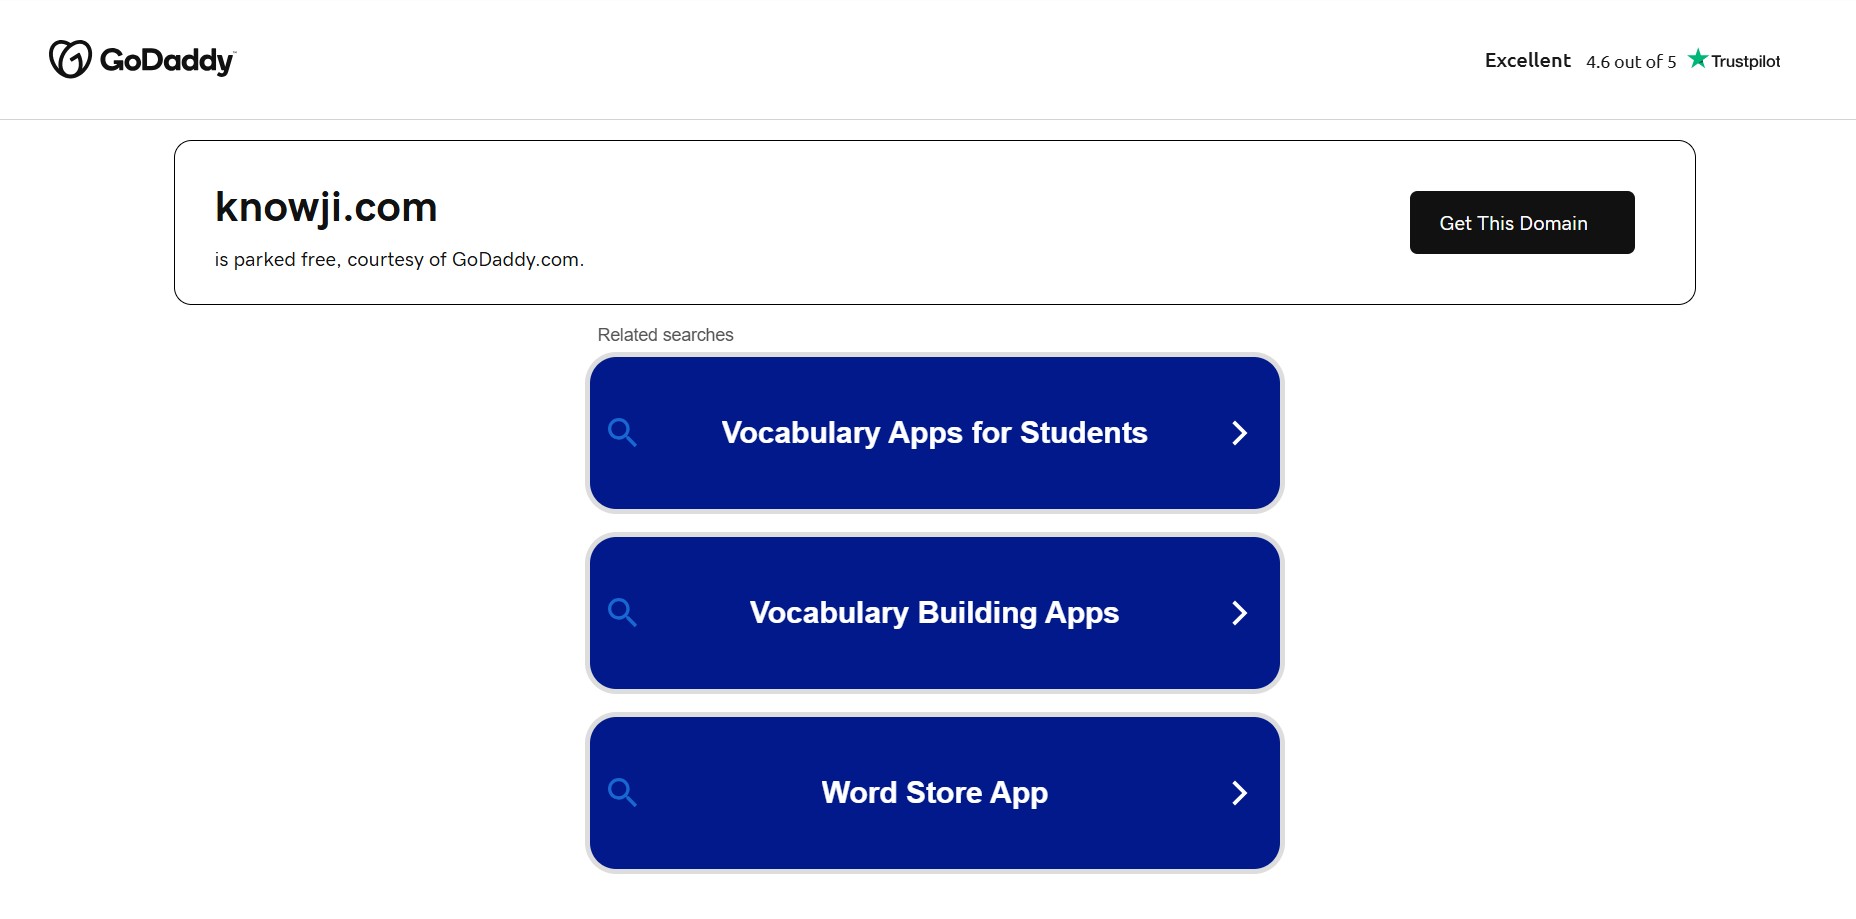 GoDaddy
Excellent 4.6 out of 5 Trustpilot
knowji.com
is parked free, courtesy of GoDaddy.com.
Get This Domain
Related searches
Vocabulary Apps for Students
Vocabulary Building Apps
Word Store App